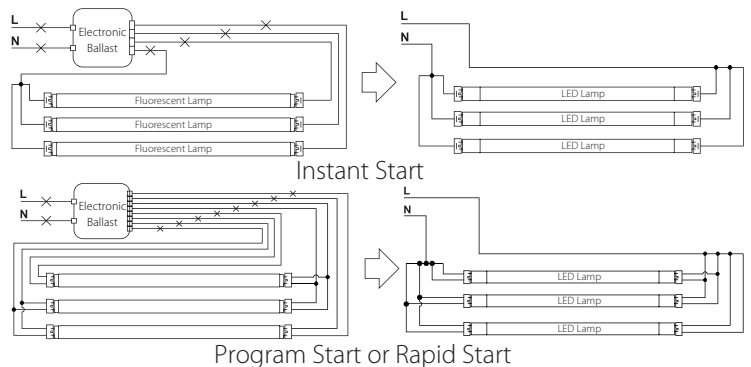 L
N
Electronic
Ballast
Fluorescent Lamp
Fluorescent Lamp
Fluorescent Lamp
L
N
LED Lamp
LED Lamp
LED Lamp
Instant Start
L
N
Electronic
Ballast
L
N
LED Lamp
LED Lamp
LED Lamp
Program Start or Rapid Start